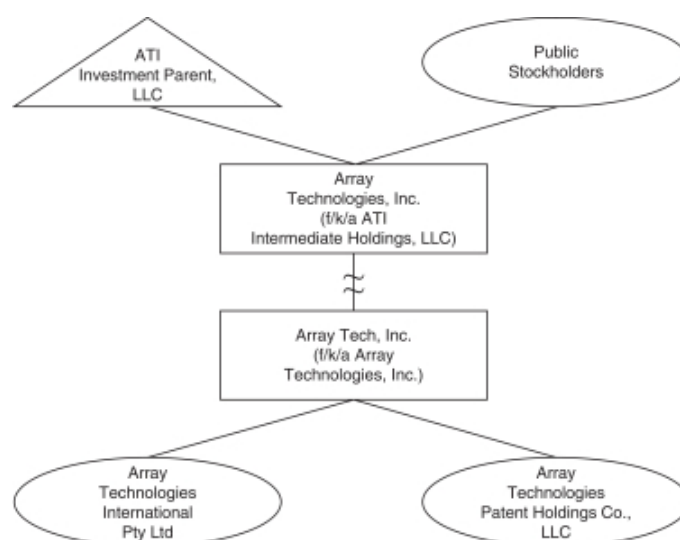 ATI
Investment Parent,
LLC
Public
Stockholders
Array
Technologies, Inc.
(f/k/a ATI
Intermediate Holdings, LLC)
Array Tech, Inc.
(f/k/a Array
Technologies, Inc.)
Array
Technologies
International
Pty Ltd
Array
Technologies
Patent Holdings Co.,
LLC